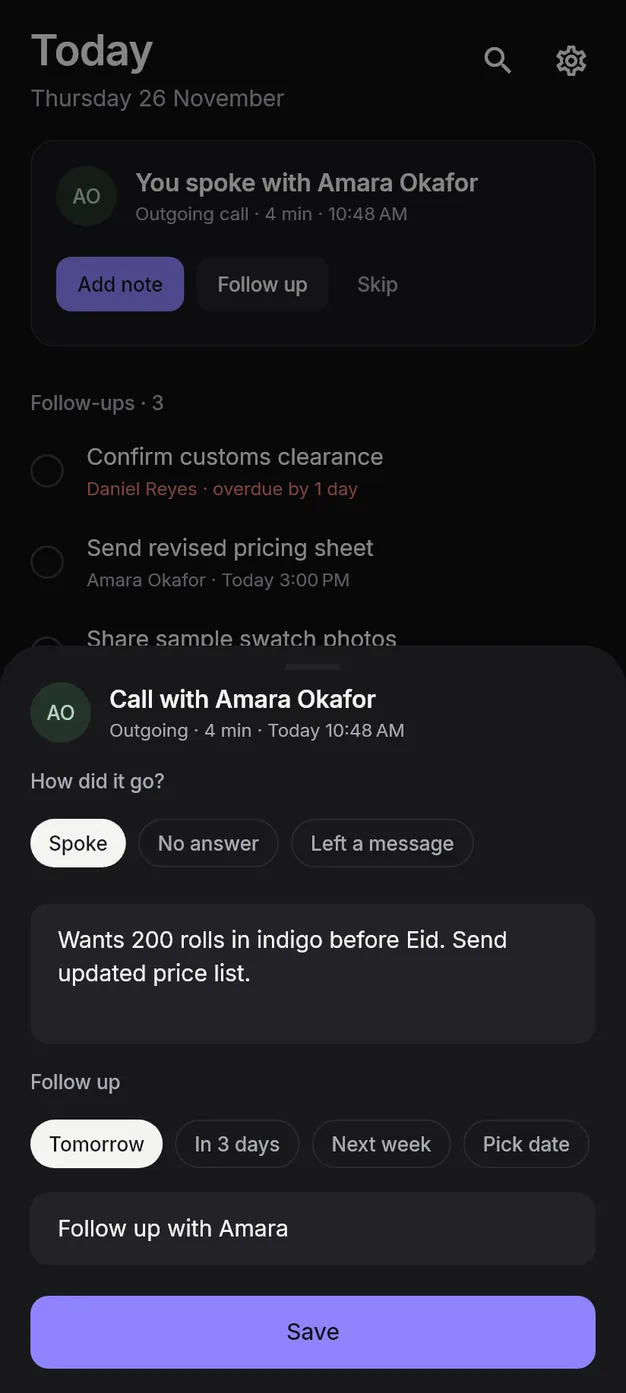 Today
Thursday 26 November
AO
You spoke with Amara Okafor
Outgoing call · 4 min · 10:48 AM
Add note
Follow up
Skip
Follow-ups · 3
Confirm customs clearance
Daniel Reyes · overdue by 1 day
Send revised pricing sheet
Amara Okafor · Today 3:00 PM
Share sample swatch photos
AO
Call with Amara Okafor
Outgoing · 4 min · Today 10:48 AM
How did it go?
Spoke
No answer
Left a message
Wants 200 rolls in indigo before Eid. Send
updated price list.
Follow up
Tomorrow
In 3 days
Next week
Pick date
Follow up with Amara
Save